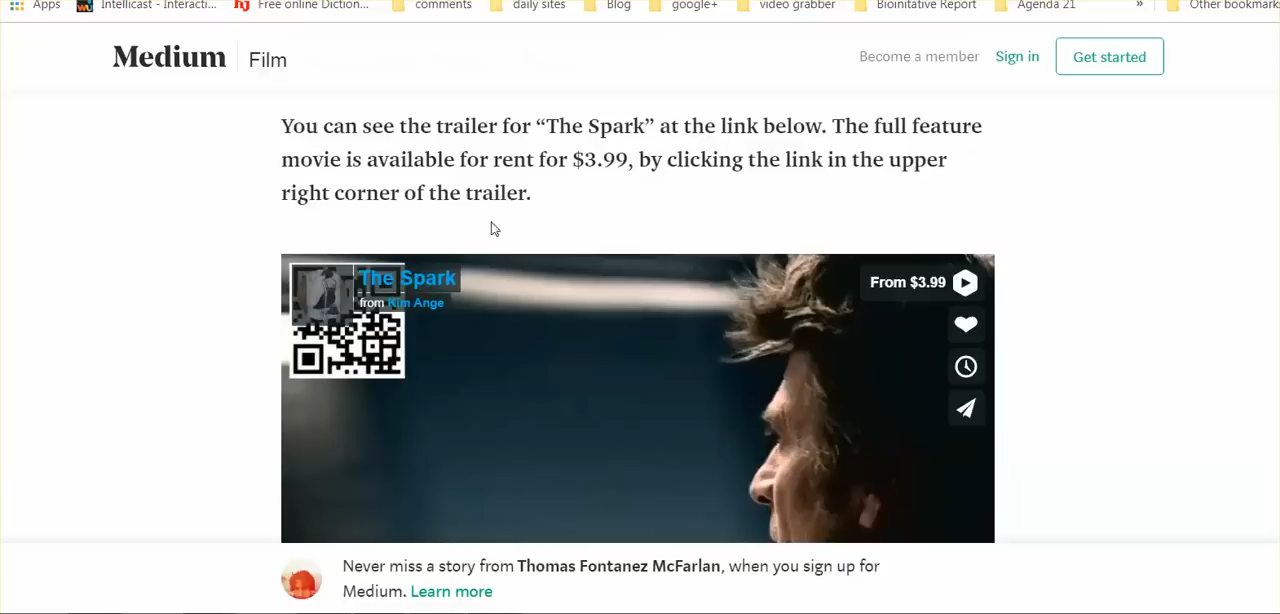 Apps Intellicast - Interacti... Free online Diction... comments daily sites Blog google+ video grabber Bioinitative Report Agenda 21 » Other bookmark
Medium Film Become a member Sign in Get started
You can see the trailer for “The Spark” at the link below. The full feature
movie is available for rent for $3.99, by clicking the link in the upper
right corner of the trailer.
The Spark
from Kim Ange
From $3.99
Never miss a story from Thomas Fontanez McFarlan, when you sign up for
Medium. Learn more